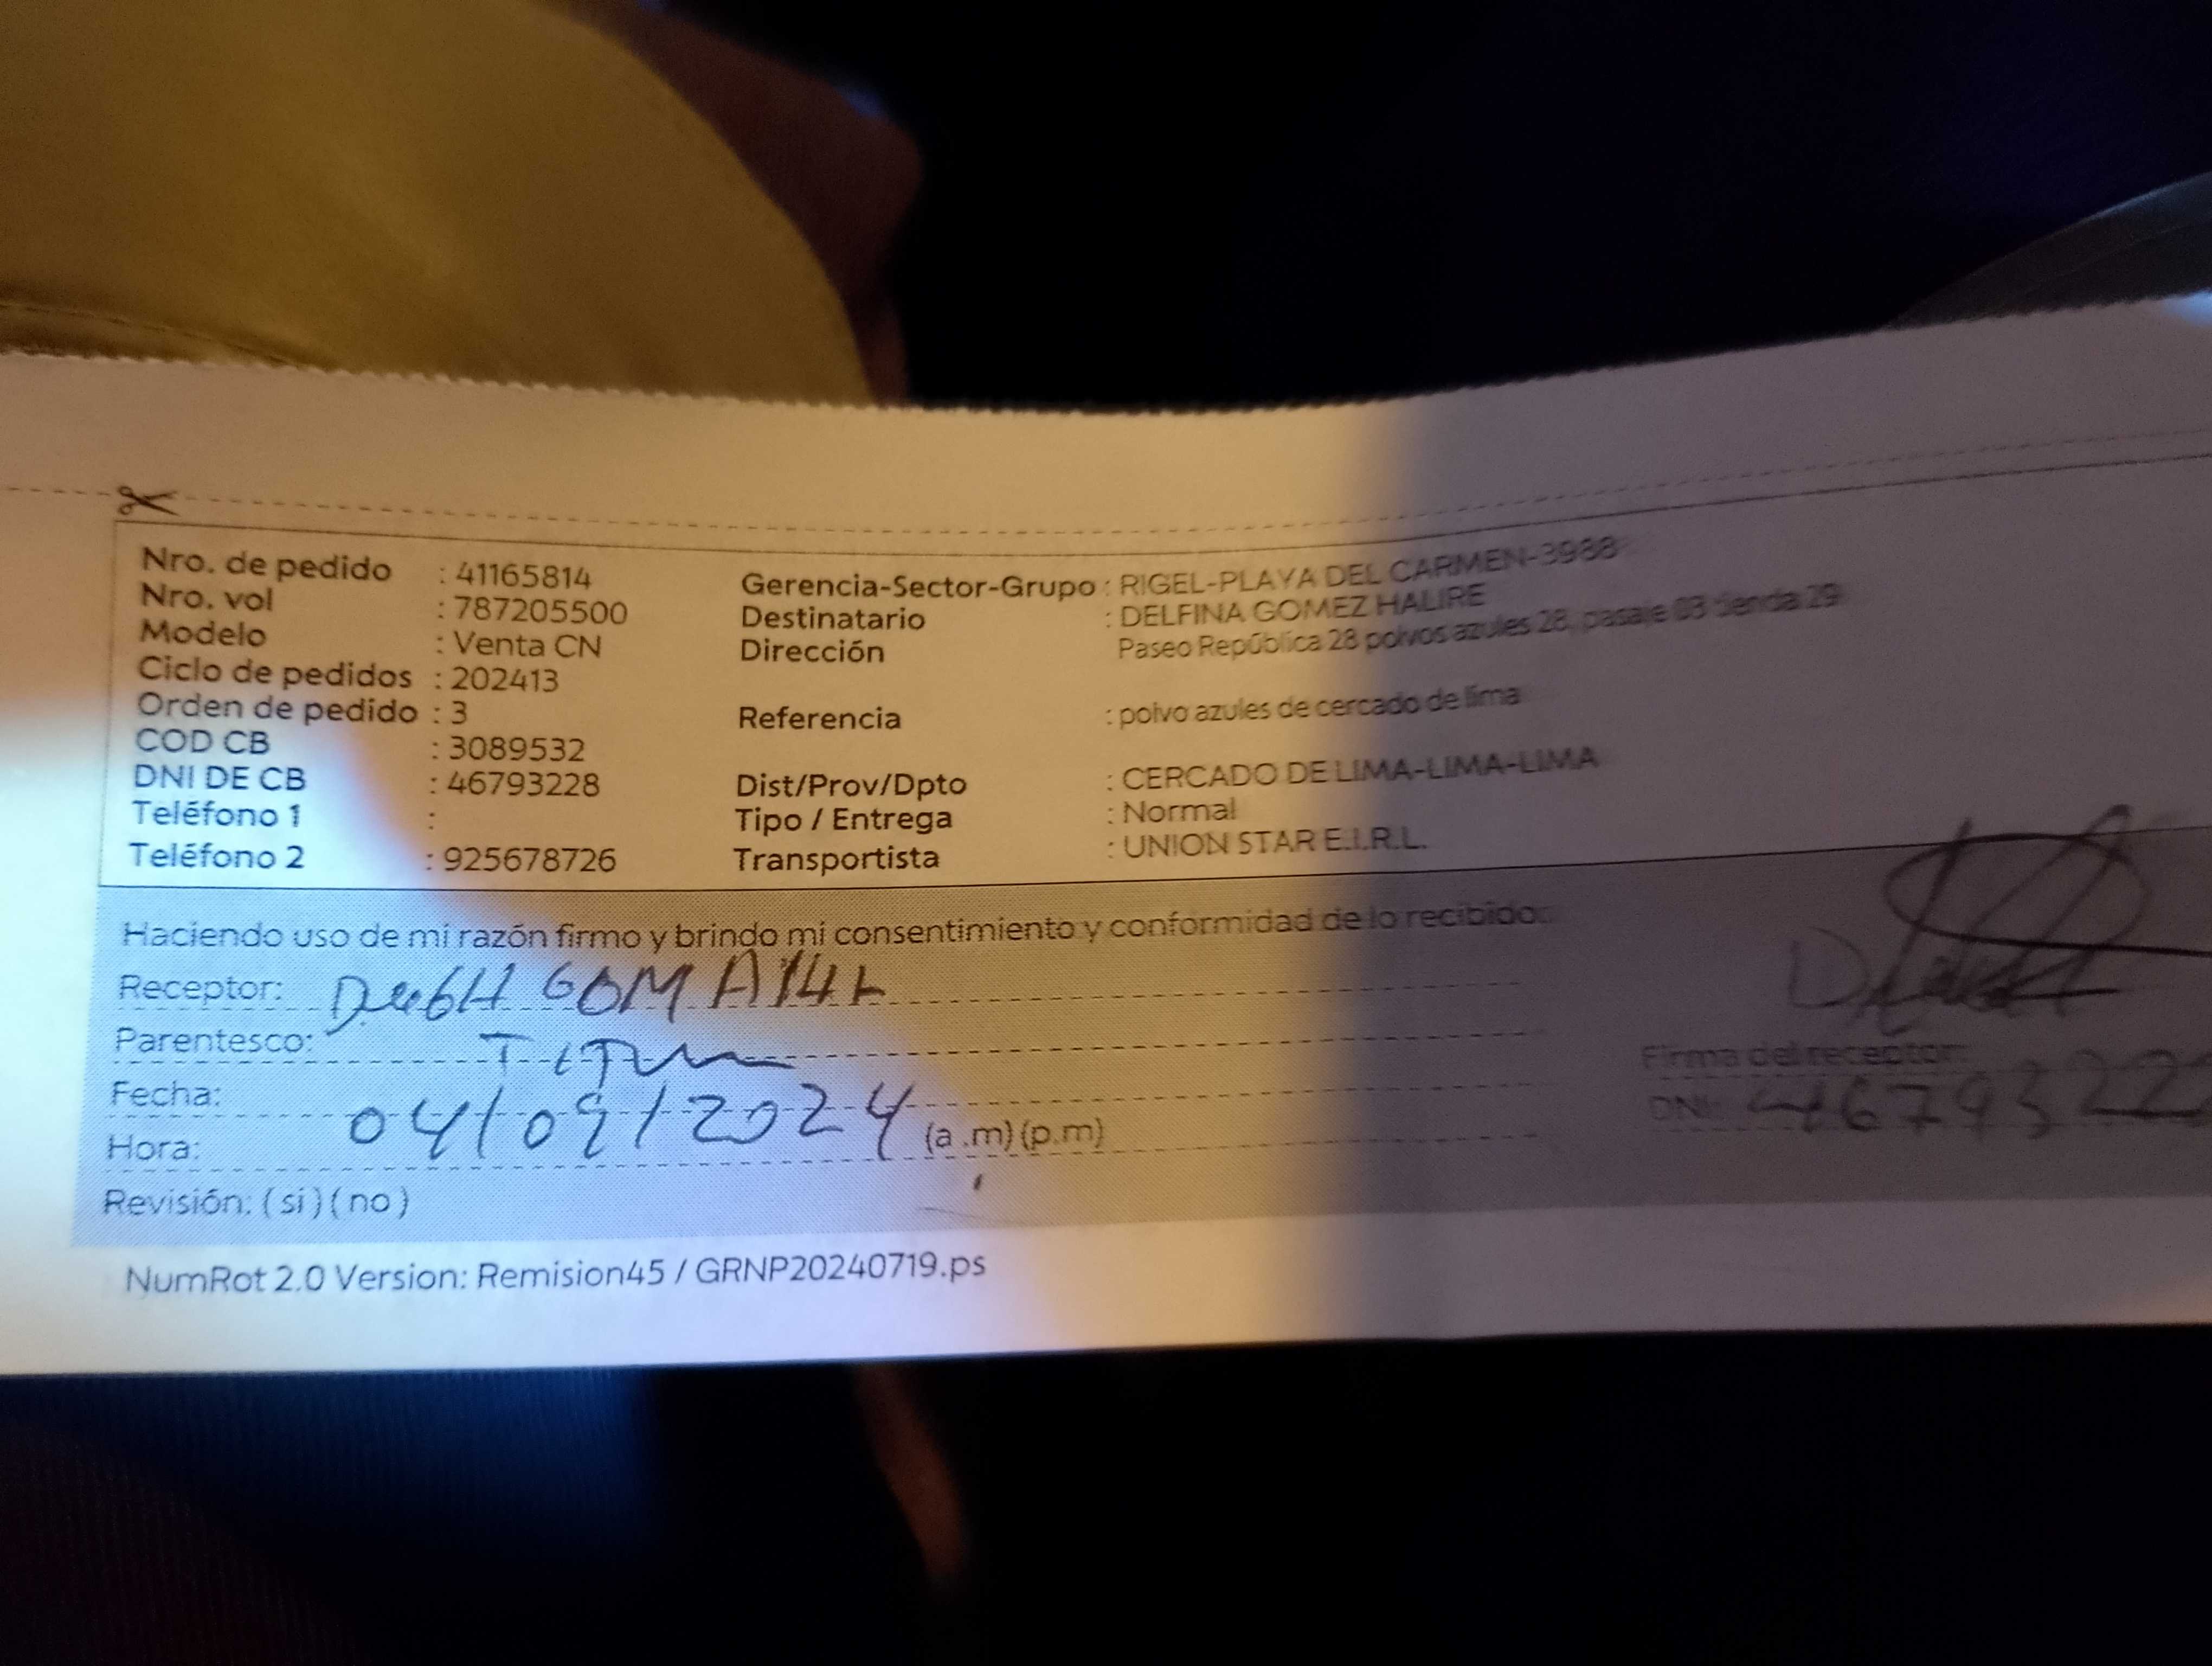 Nro. de pedido : 41165814
Nro. vol : 787205500
Modelo : Venta CN
Ciclo de pedidos : 202413
Orden de pedido : 3
COD CB : 3089532
DNI DE CB : 46793228
Teléfono 1 :
Teléfono 2 : 925678726
Gerencia-Sector-Grupo : RIGEL-PLAYA DEL CARMEN-3988
Destinatario : DELFINA GOMEZ HALIRE
Dirección Paseo República 28 polvos azules 28, pasaje 03 tienda 29
Referencia : polvo azules de cercado de lima
Dist/Prov/Dpto : CERCADO DE LIMA-LIMA-LIMA
Tipo / Entrega : Normal
Transportista : UNION STAR E.I.R.L.
Haciendo uso de mi razón firmo y brindo mi consentimiento y conformidad de lo recibido:
Receptor: GOM
Parentesco:
Fecha: 04/09/2024
Hora: (a .m) (p.m)
Revisión: ( si ) ( no )
Firma del receptor:
DNI: 4679322
NumRot 2.0 Version: Remision45 / GRNP20240719.ps